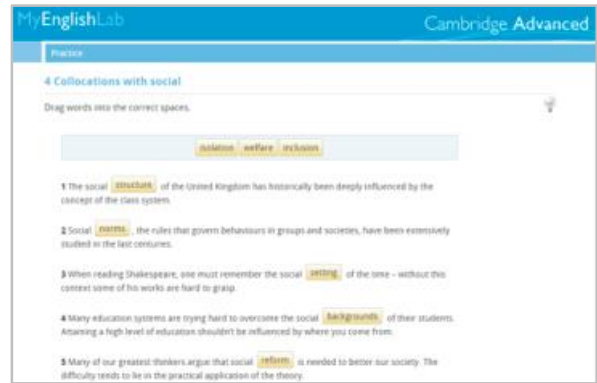 MyEnglishLab
Cambridge Advanced
Practice
4 Collocations with social
Drag words into the correct spaces.
isolation welfare inclusion
1 The social structure of the United Kingdom has historically been deeply influenced by the
concept of the class system.
2 Social norms, the rules that govern behaviours in groups and societies, have been extensively
studied in the last centuries.
3 When reading Shakespeare, one must remember the social setting of the time – without this
context some of his works are hard to grasp.
4 Many education systems are trying hard to overcome the social backgrounds of their students.
Attaining a high level of education shouldn't be influenced by where you come from.
5 Many of our greatest thinkers argue that social reform is needed to better our society. The
difficulty tends to lie in the practical application of the theory.